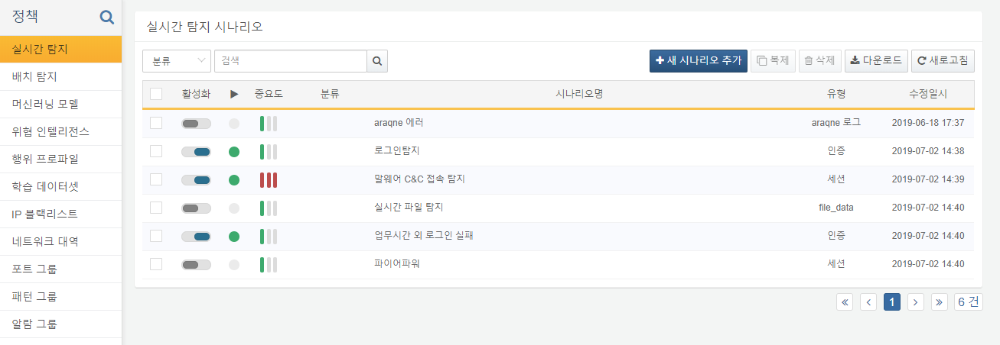 정책
실시간 탐지
배치 탐지
머신러닝 모델
위협 인텔리전스
행위 프로파일
학습 데이터셋
IP 블랙리스트
네트워크 대역
포트 그룹
패턴 그룹
알람 그룹
실시간 탐지 시나리오
분류 검색 새 시나리오 추가 복제 삭제 다운로드 새로고침
활성화 중요도 분류 시나리오명 유형 수정일시
araqne 에러 araqne 로그 2019-06-18 17:37
로그인탐지 인증 2019-07-02 14:38
말웨어 C&C 접속 탐지 세션 2019-07-02 14:39
실시간 파일 탐지 file_data 2019-07-02 14:40
업무시간 외 로그인 실패 인증 2019-07-02 14:40
파이어파워 세션 2019-07-02 14:40
« ‹ 1 › » 6 건